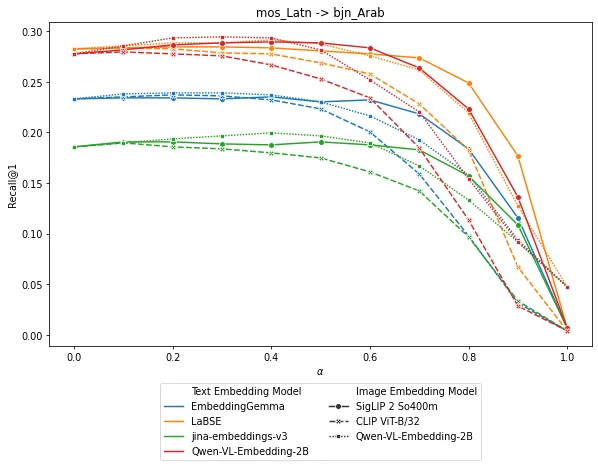 mos_Latn -> bjn_Arab
0.30
0.25
0.20
0.15
0.10
0.05
0.00
Recall@1
0.0 0.2 0.4 0.6 0.8 1.0
α
Text Embedding Model
EmbeddingGemma
LaBSE
jina-embeddings-v3
Qwen-VL-Embedding-2B
Image Embedding Model
SigLIP 2 So400m
CLIP ViT-B/32
Qwen-VL-Embedding-2B